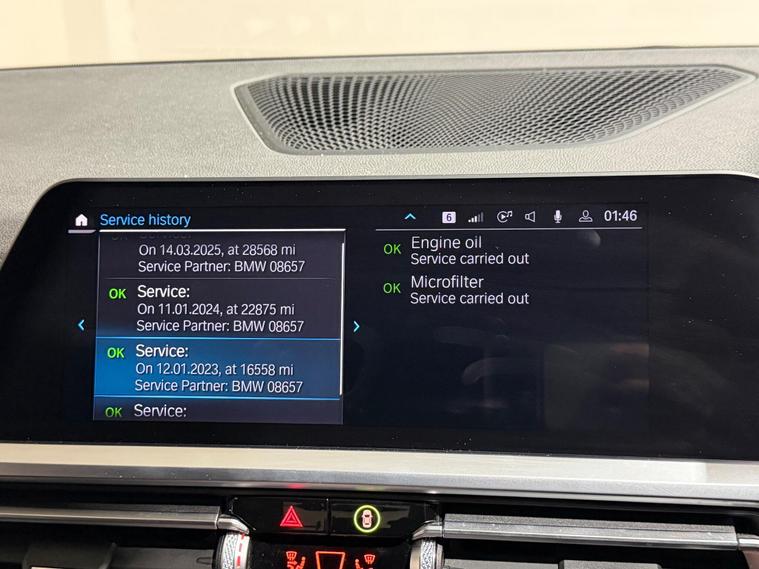 Service history
6
01:46
On 14.03.2025, at 28568 mi
Service Partner: BMW 08657
OK Service:
On 11.01.2024, at 22875 mi
Service Partner: BMW 08657
OK Service:
On 12.01.2023, at 16558 mi
Service Partner: BMW 08657
OK Service:
OK Engine oil
Service carried out
OK Microfilter
Service carried out